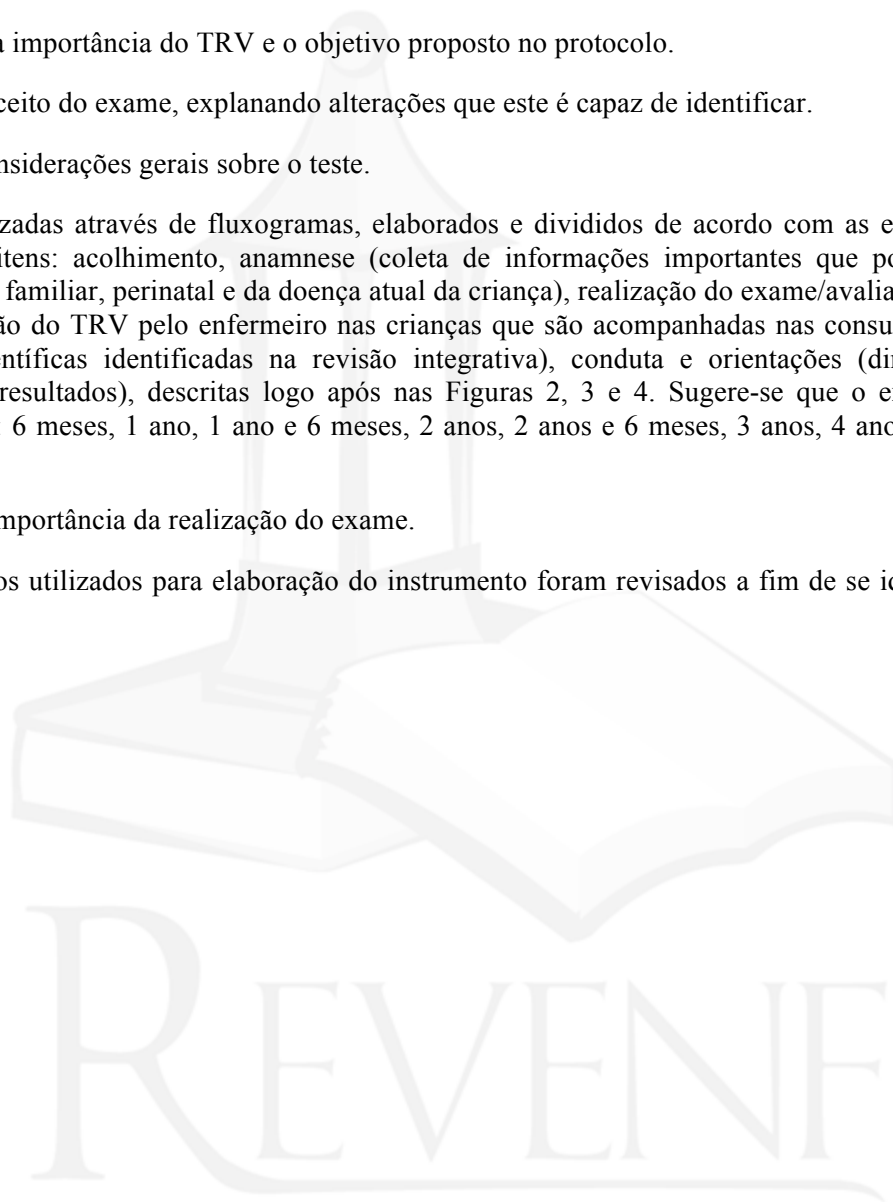 a importância do TRV e o objetivo proposto no protocolo.
ceito do exame, explanando alterações que este é capaz de identificar.
nsiderações gerais sobre o teste.
zadas através de fluxogramas, elaborados e divididos de acordo com as e
itens: acolhimento, anamnese (coleta de informações importantes que po
familiar, perinatal e da doença atual da criança), realização do exame/avalia
ão do TRV pelo enfermeiro nas crianças que são acompanhadas nas consu
entíficas identificadas na revisão integrativa), conduta e orientações (dir
resultados), descritas logo após nas Figuras 2, 3 e 4. Sugere-se que o e
6 meses, 1 ano, 1 ano e 6 meses, 2 anos, 2 anos e 6 meses, 3 anos, 4 ano
mportância da realização do exame.
os utilizados para elaboração do instrumento foram revisados a fim de se id
REVENF